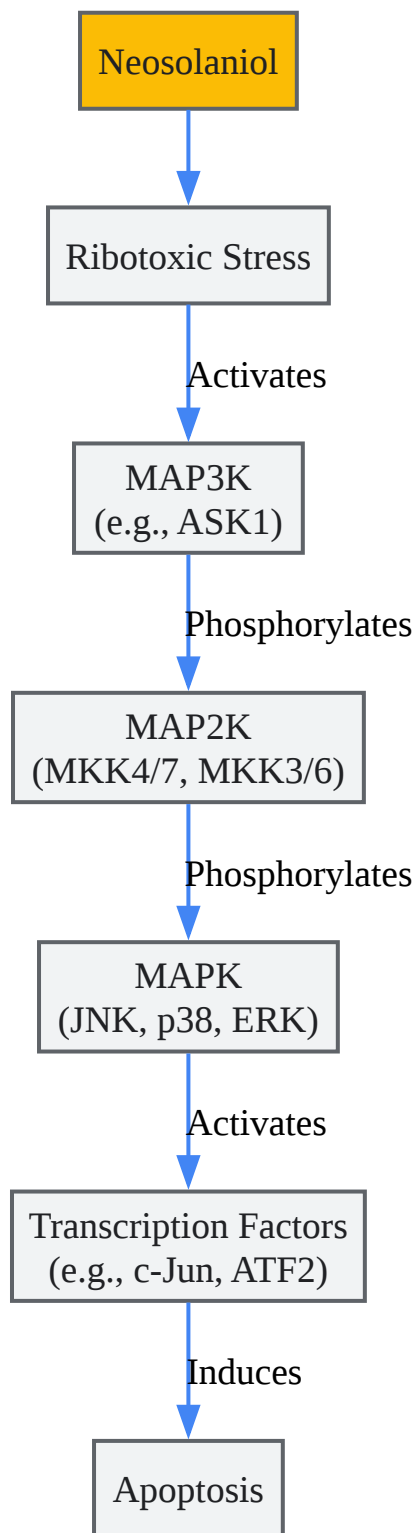 Neosolaniol
Ribotoxic Stress
Activates
MAP3K
(e.g., ASK1)
Phosphorylates
MAP2K
(MKK4/7, MKK3/6)
Phosphorylates
MAPK
(JNK, p38, ERK)
Activates
Transcription Factors
(e.g., c-Jun, ATF2)
Induces
Apoptosis